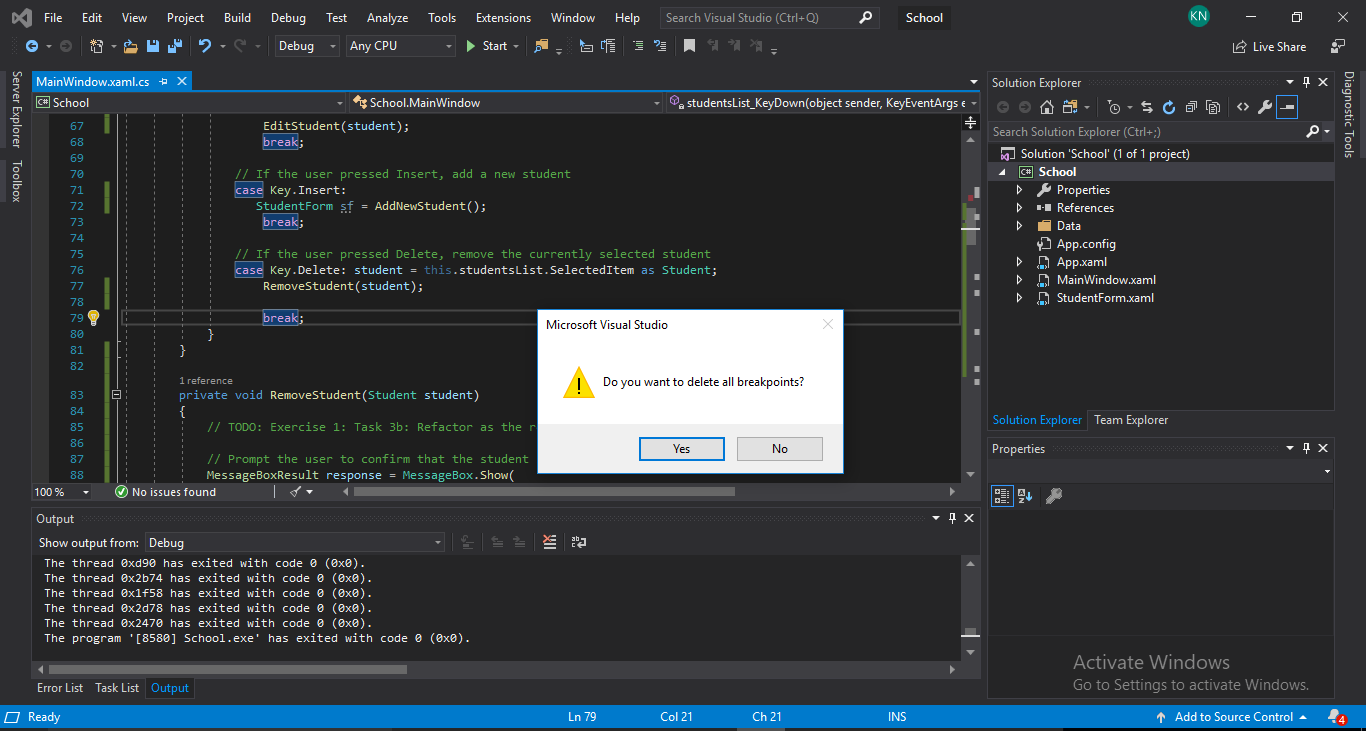 File Edit View Project Build Debug Test Analyze Tools Extensions Window Help Search Visual Studio (Ctrl+Q) School KN
Debug Any CPU Start Live Share
Server Explorer
Toolbox
MainWindow.xaml.cs
School School.MainWindow studentsList_KeyDown(object sender, KeyEventArgs e
67 EditStudent(student);
68 break;
69
70 // If the user pressed Insert, add a new student
71 case Key.Insert:
72 StudentForm sf = AddNewStudent();
73 break;
74
75 // If the user pressed Delete, remove the currently selected student
76 case Key.Delete: student = this.studentsList.SelectedItem as Student;
77 RemoveStudent(student);
78
79 break;
80 }
81 }
82
1 reference
83 private void RemoveStudent(Student student)
84 {
85 // TODO: Exercise 1: Task 3b: Refactor as the r
86
87 // Prompt the user to confirm that the student
88 MessageBoxResult response = MessageBox.Show(
100 % No issues found
Microsoft Visual Studio
Do you want to delete all breakpoints?
Yes No
Output
Show output from: Debug
The thread 0xd90 has exited with code 0 (0x0).
The thread 0x2b74 has exited with code 0 (0x0).
The thread 0x1f58 has exited with code 0 (0x0).
The thread 0x2d78 has exited with code 0 (0x0).
The thread 0x2470 has exited with code 0 (0x0).
The program '[8580] School.exe' has exited with code 0 (0x0).
Error List Task List Output
Solution Explorer
Search Solution Explorer (Ctrl+;)
Solution 'School' (1 of 1 project)
C# School
Properties
References
Data
App.config
App.xaml
MainWindow.xaml
StudentForm.xaml
Solution Explorer Team Explorer
Properties
Diagnostic Tools
Activate Windows
Go to Settings to activate Windows.
Ready Ln 79 Col 21 Ch 21 INS Add to Source Control 4